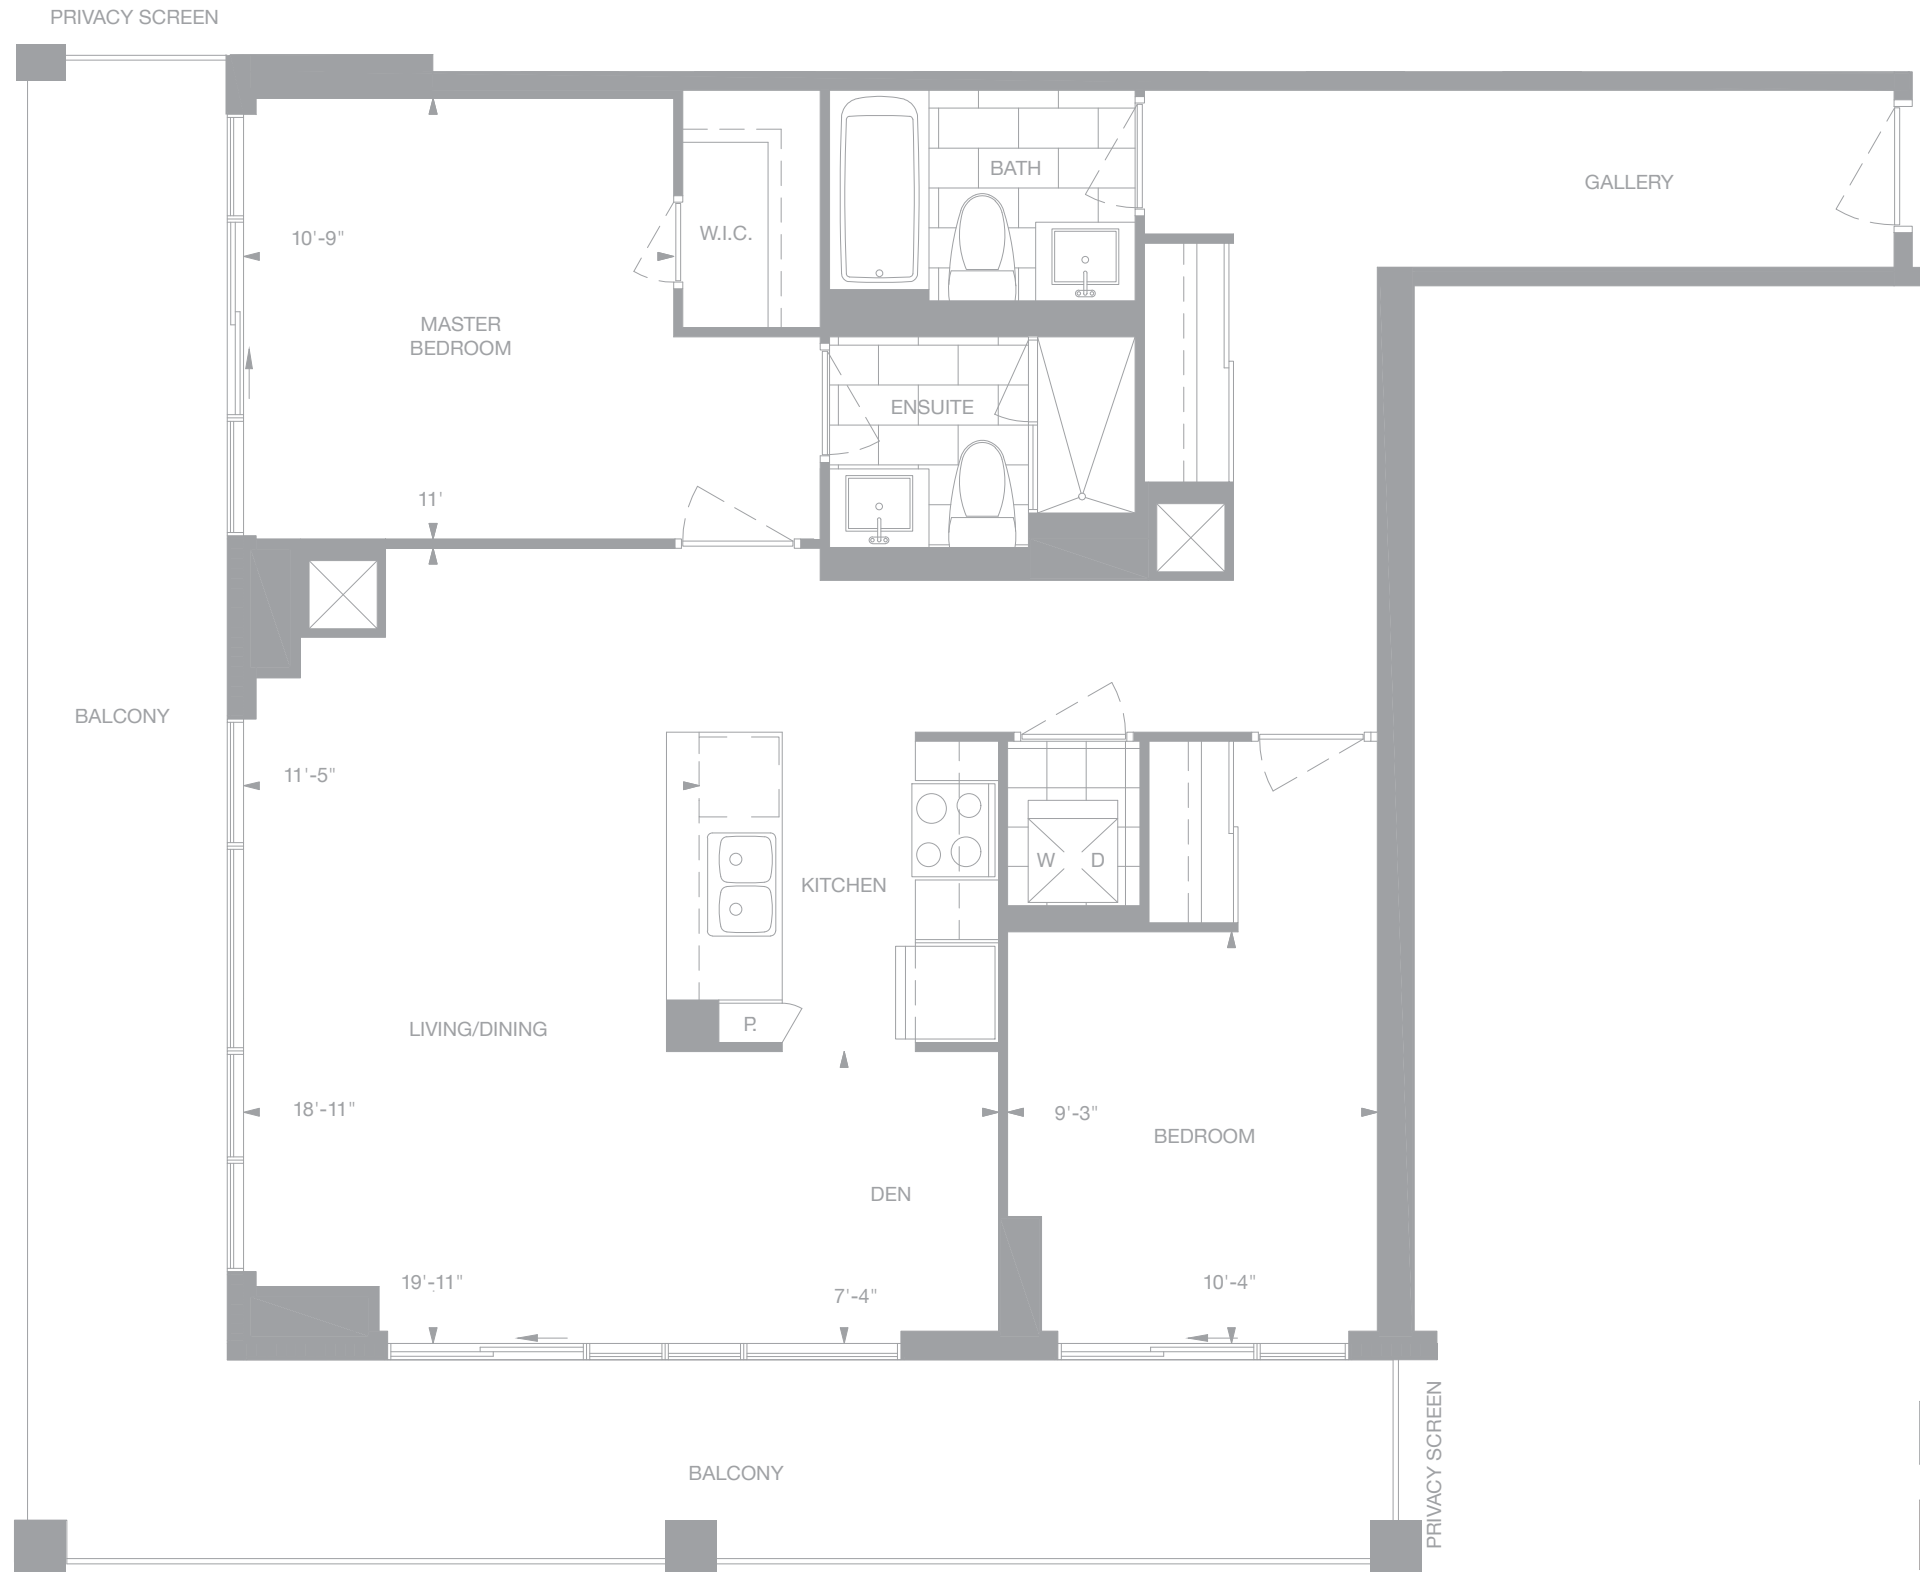 PRIVACY SCREEN
BATH
GALLERY
W.I.C.
10'-9"
MASTER
BEDROOM
ENSUITE
11'
BALCONY
11'-5"
W D
KITCHEN
P.
LIVING/DINING
18'-11"
9'-3"
BEDROOM
DEN
19'-11"
7'-4"
10'-4"
PRIVACY SCREEN
BALCONY